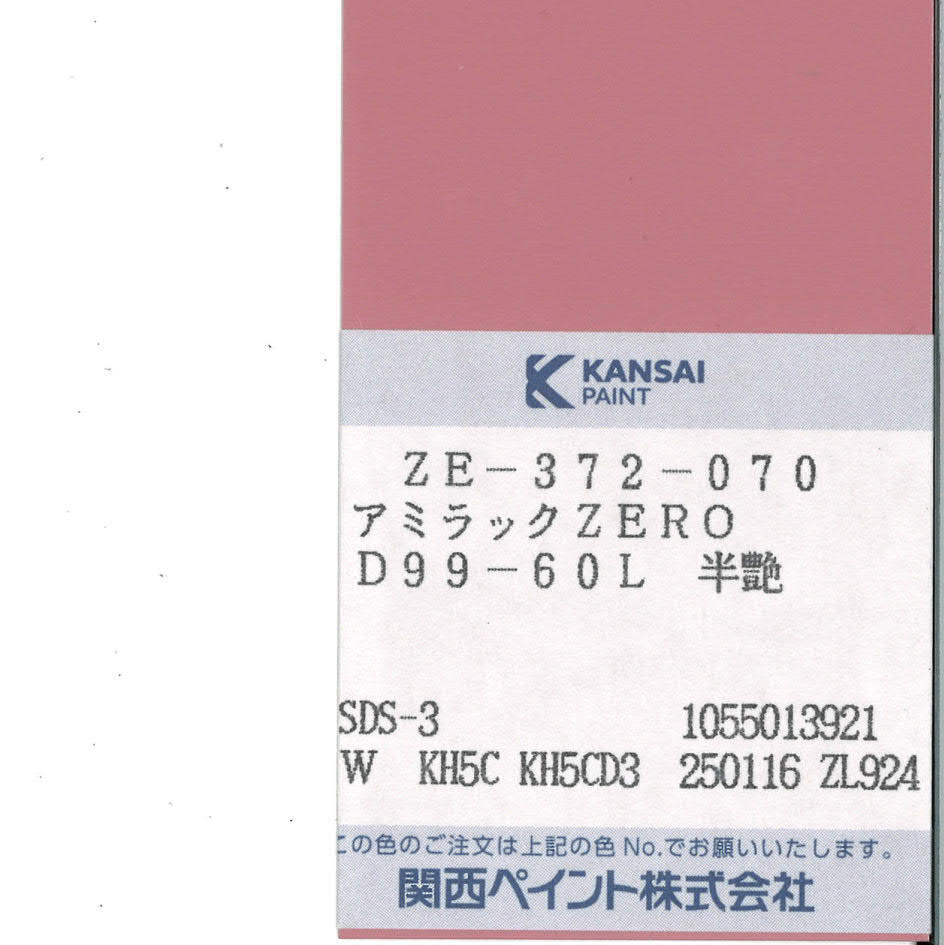 KANSAI
PAINT
ZE－372－070
アミラックZERO
D99－60L 半艶
SDS-3 1055013921
W KH5C KH5CD3 250116 ZL924
この色のご注文は上記の色No.でお願いいたします。
関西ペイント株式会社